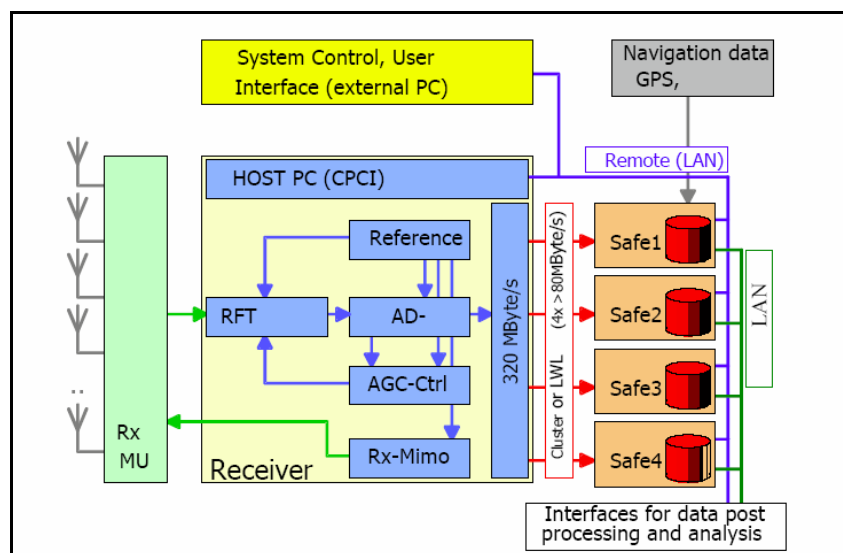 System Control, User
Interface (external PC)
Navigation data
GPS,
Remote (LAN)
HOST PC (CPCI)
Reference
RFT
AD-
AGC-Ctrl
Rx-Mimo
Receiver
Rx
MU
..
320 MByte/s
Cluster or LWL (4x >80MByte/s)
Safe1
Safe2
Safe3
Safe4
LAN
Interfaces for data post
processing and analysis